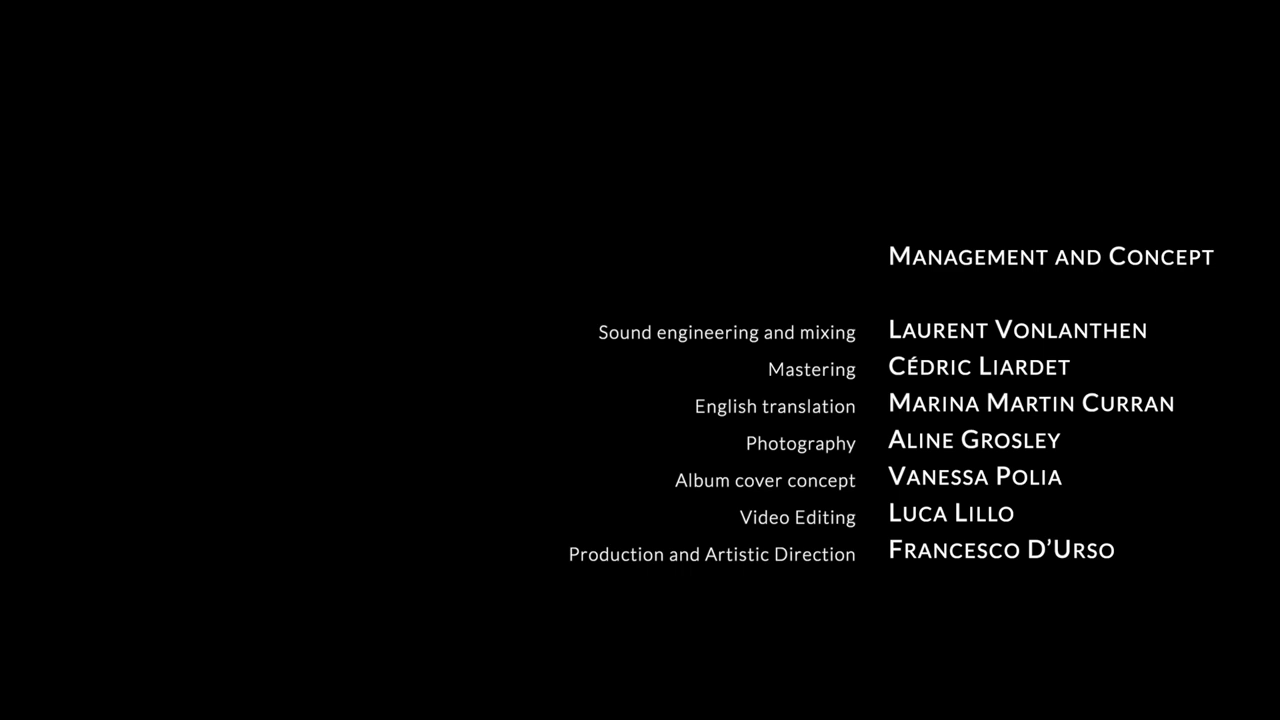 Management and Concept
Sound engineering and mixing Laurent Vonlanthen
Mastering Cédric Liardet
English translation Marina Martin Curran
Photography Aline Grosley
Album cover concept Vanessa Polia
Video Editing Luca Lillo
Production and Artistic Direction Francesco D’Urso